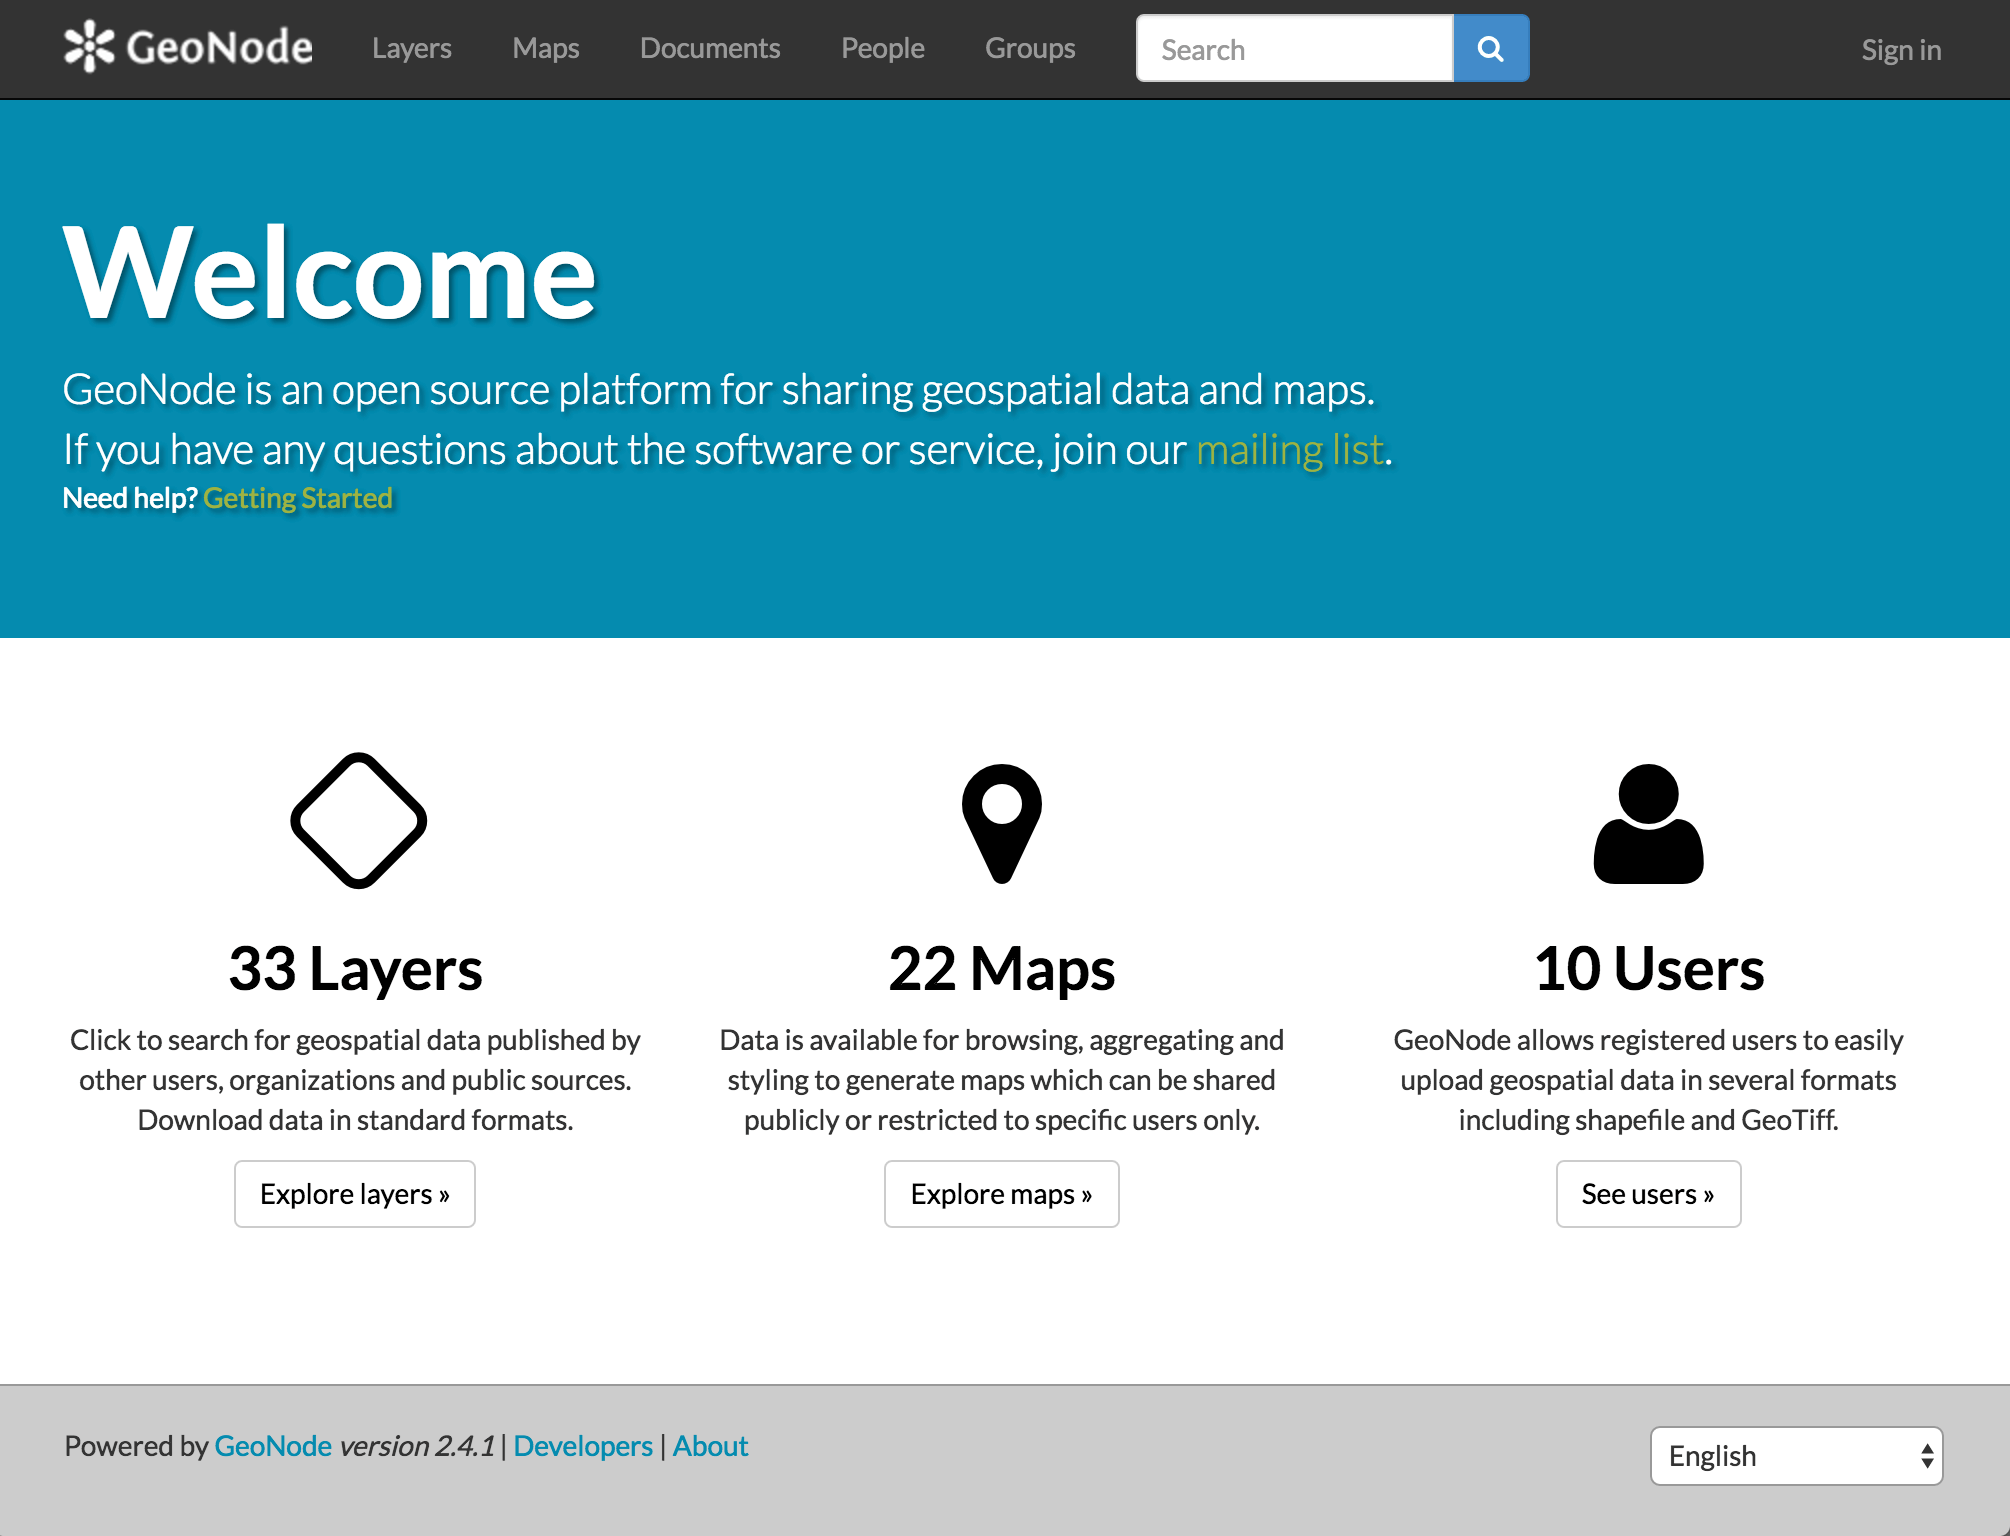 GeoNode Layers Maps Documents People Groups Search Sign in
Welcome
GeoNode is an open source platform for sharing geospatial data and maps.
If you have any questions about the software or service, join our mailing list.
Need help? Getting Started
33 Layers
Click to search for geospatial data published by
other users, organizations and public sources.
Download data in standard formats.
Explore layers »
22 Maps
Data is available for browsing, aggregating and
styling to generate maps which can be shared
publicly or restricted to specific users only.
Explore maps »
10 Users
GeoNode allows registered users to easily
upload geospatial data in several formats
including shapefile and GeoTiff.
See users »
Powered by GeoNode version 2.4.1 | Developers | About
English